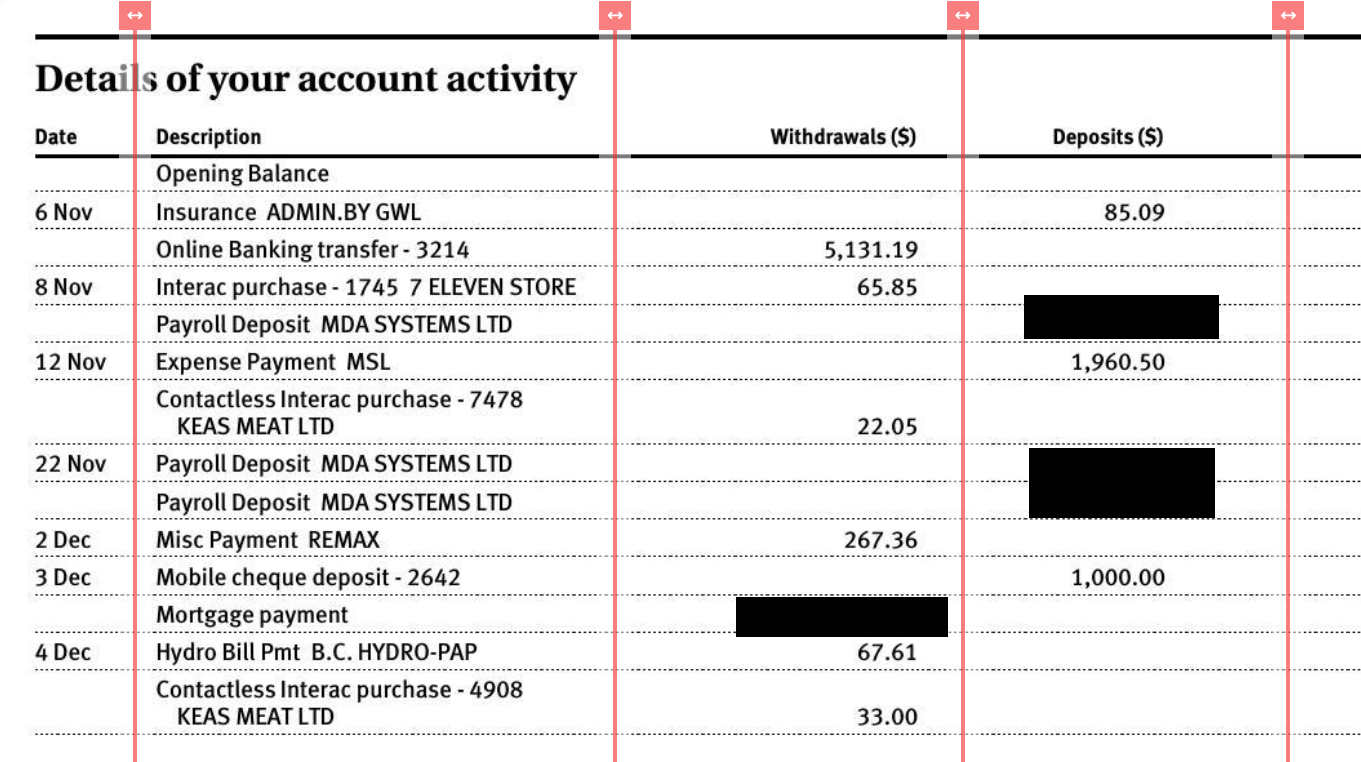 Details of your account activity
Date Description Withdrawals ($) Deposits ($)
Opening Balance
6 Nov Insurance ADMIN.BY GWL 85.09
Online Banking transfer - 3214 5,131.19
8 Nov Interac purchase - 1745 7 ELEVEN STORE 65.85
Payroll Deposit MDA SYSTEMS LTD
12 Nov Expense Payment MSL 1,960.50
Contactless Interac purchase - 7478
KEAS MEAT LTD 22.05
22 Nov Payroll Deposit MDA SYSTEMS LTD
Payroll Deposit MDA SYSTEMS LTD
2 Dec Misc Payment REMAX 267.36
3 Dec Mobile cheque deposit - 2642 1,000.00
Mortgage payment
4 Dec Hydro Bill Pmt B.C. HYDRO-PAP 67.61
Contactless Interac purchase - 4908
KEAS MEAT LTD 33.00